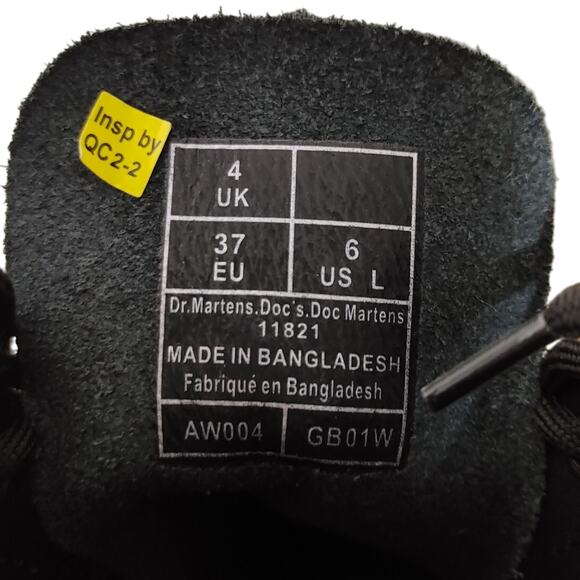 Insp by
QC2-2
4
UK
37
EU
6
US L
Dr.Martens.Doc's.Doc Martens
11821
MADE IN BANGLADESH
Fabriqué en Bangladesh
AW004
GB01W